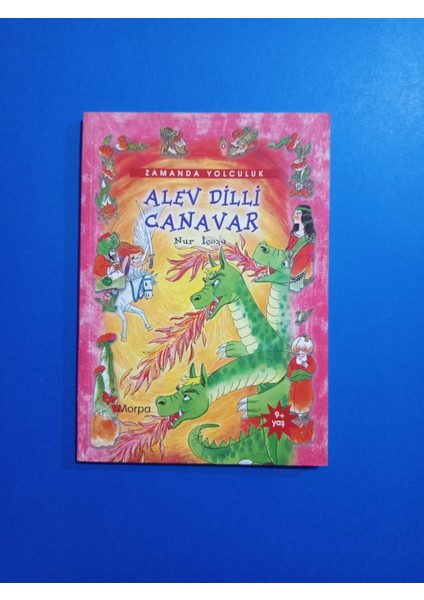 ZAMANDA YOLCULUK
ALEV DİLLİ
CANAVAR
Nur İçözü
Morpa
9+
yaş